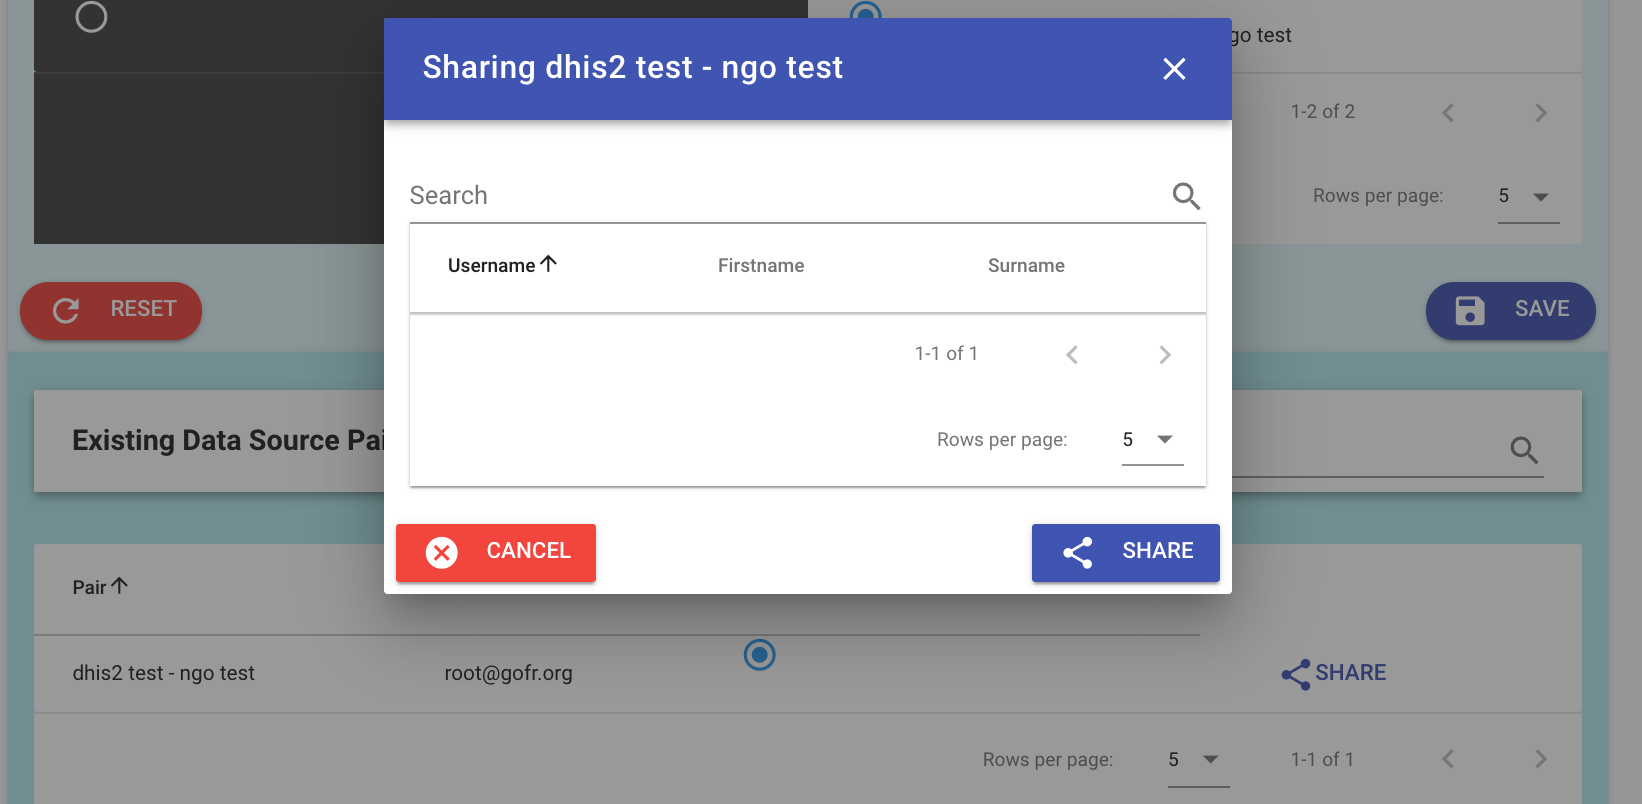 Sharing dhis2 test - ngo test
go test
1-2 of 2
Search
Rows per page: 5
Username Firstname Surname
RESET
SAVE
1-1 of 1
Existing Data Source Pai
Rows per page: 5
CANCEL
SHARE
Pair
dhis2 test - ngo test root@gofr.org SHARE
Rows per page: 5 1-1 of 1